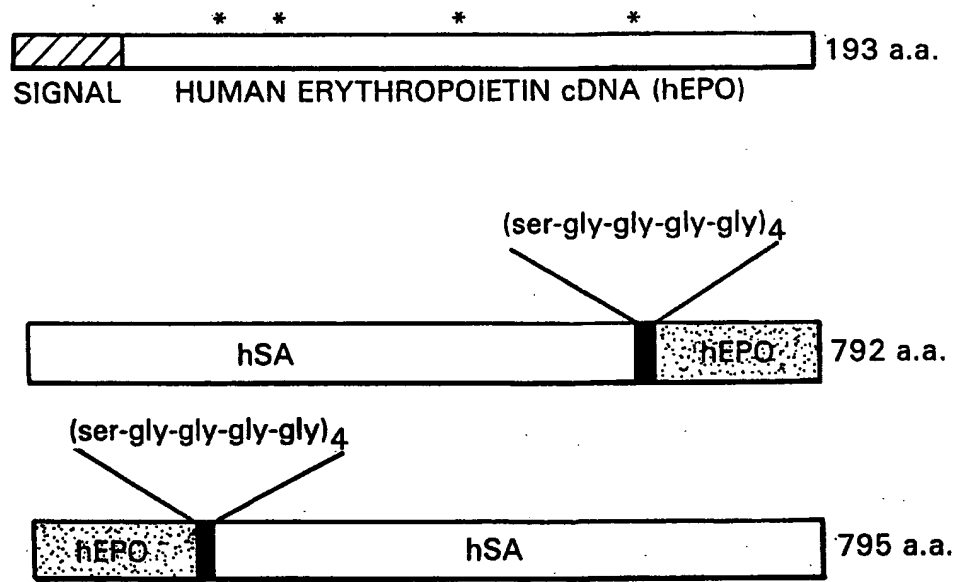 * * * *
193 a.a.
SIGNAL HUMAN ERYTHROPOIETIN cDNA (hEPO)
(ser-gly-gly-gly-gly)4
hSA hEPO 792 a.a.
(ser-gly-gly-gly-gly)4
hEPO hSA 795 a.a.